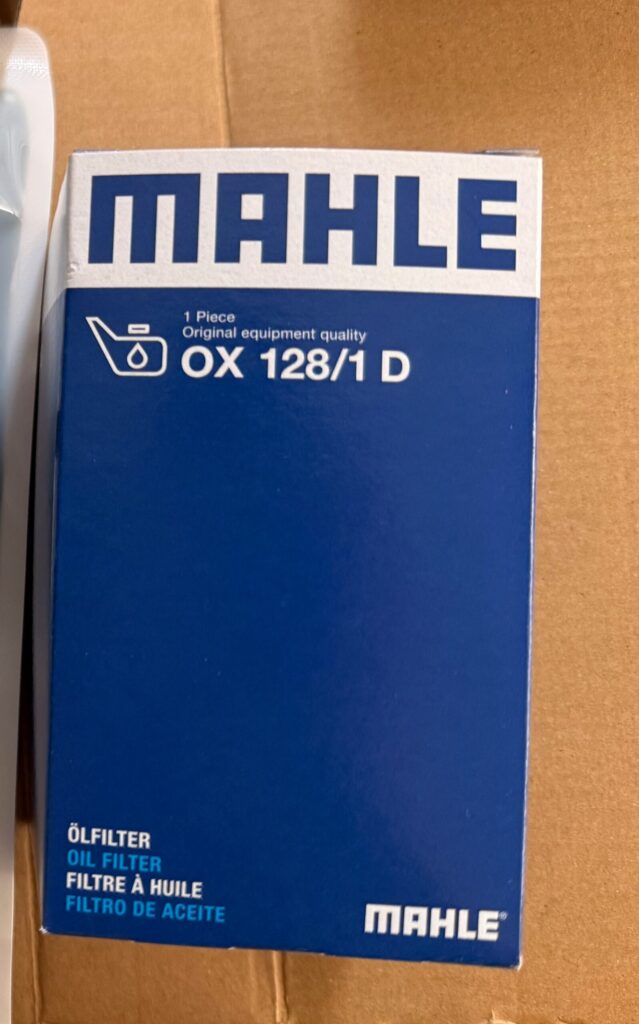 MAHLE
1 Piece
Original equipment quality
OX 128/1 D
ÖLFILTER
OIL FILTER
FILTRE À HUILE
FILTRO DE ACEITE
MAHLE®